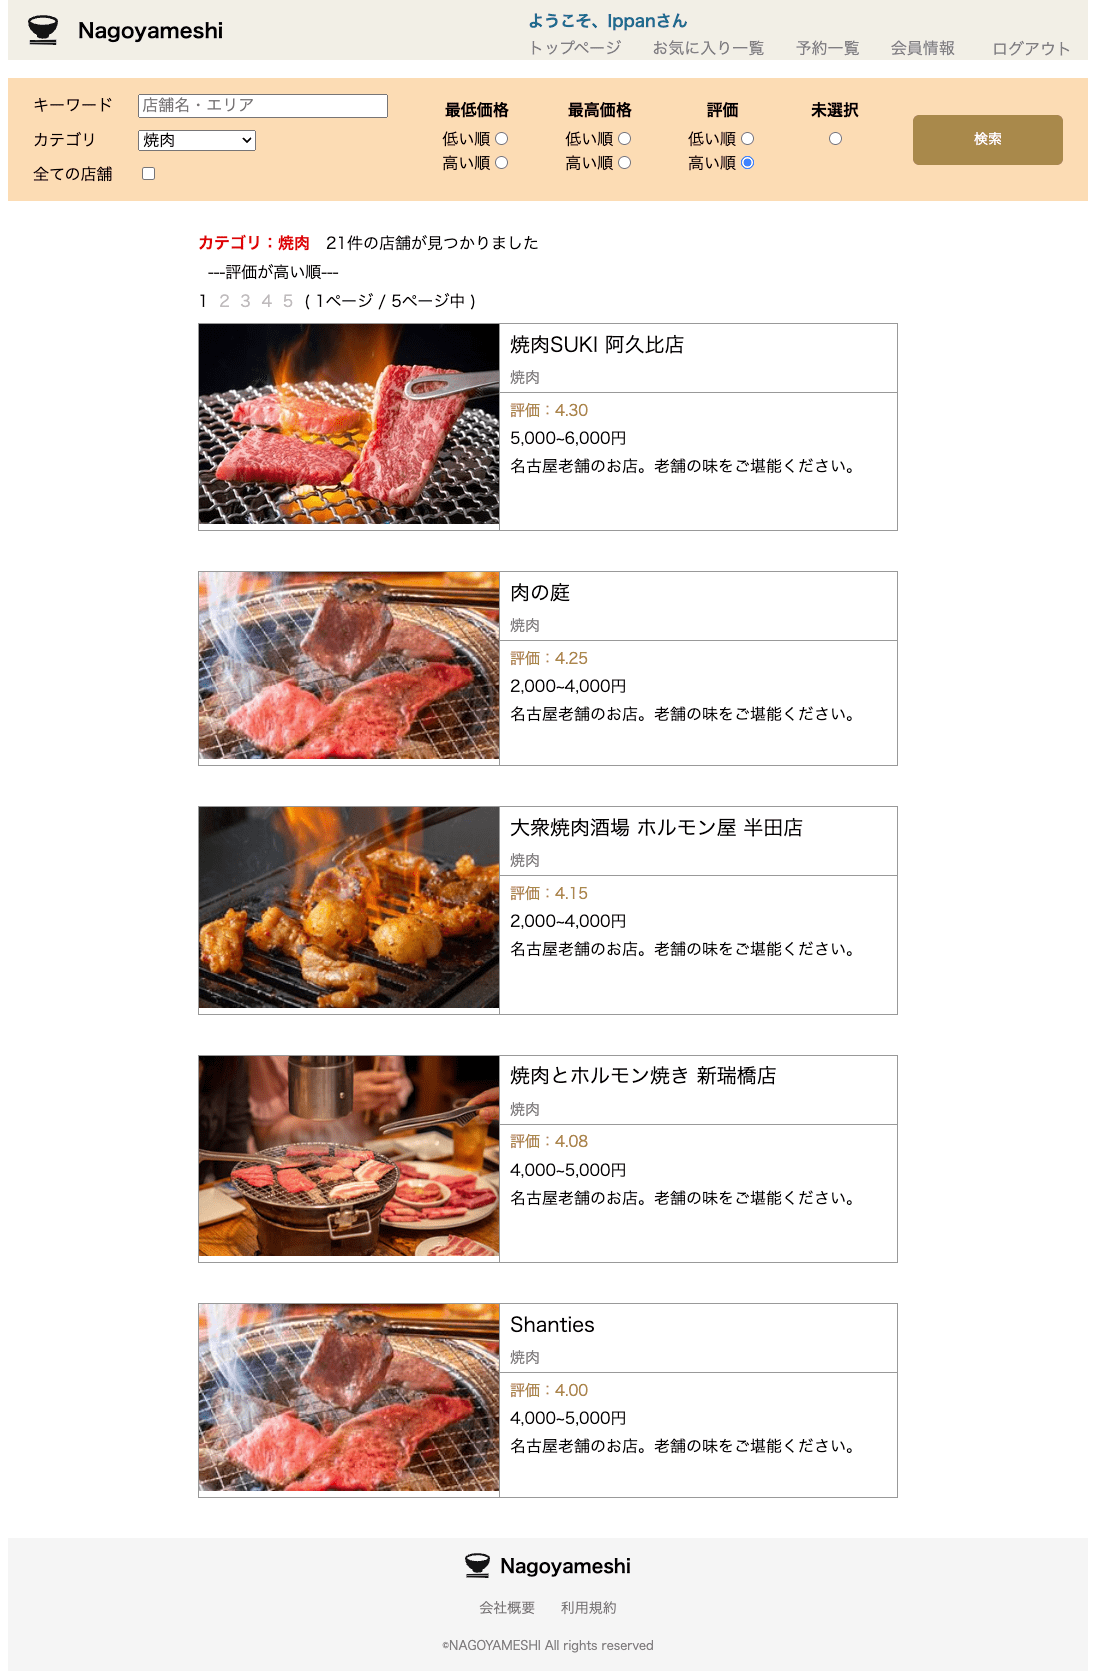 Nagoyameshi
ようこそ、Ippanさん
トップページ お気に入り一覧 予約一覧 会員情報 ログアウト
キーワード 店舗名・エリア
カテゴリ 焼肉
全ての店舗
最低価格 最高価格 評価 未選択
低い順 低い順 低い順
高い順 高い順 高い順
検索
カテゴリ：焼肉 21件の店舗が見つかりました
---評価が高い順---
1 2 3 4 5 ( 1ページ / 5ページ中 )
焼肉SUKI 阿久比店
焼肉
評価：4.30
5,000~6,000円
名古屋老舗のお店。老舗の味をご堪能ください。
肉の庭
焼肉
評価：4.25
2,000~4,000円
名古屋老舗のお店。老舗の味をご堪能ください。
大衆焼肉酒場 ホルモン屋 半田店
焼肉
評価：4.15
2,000~4,000円
名古屋老舗のお店。老舗の味をご堪能ください。
焼肉とホルモン焼き 新瑞橋店
焼肉
評価：4.08
4,000~5,000円
名古屋老舗のお店。老舗の味をご堪能ください。
Shanties
焼肉
評価：4.00
4,000~5,000円
名古屋老舗のお店。老舗の味をご堪能ください。
Nagoyameshi
会社概要 利用規約
©NAGOYAMESHI All rights reserved